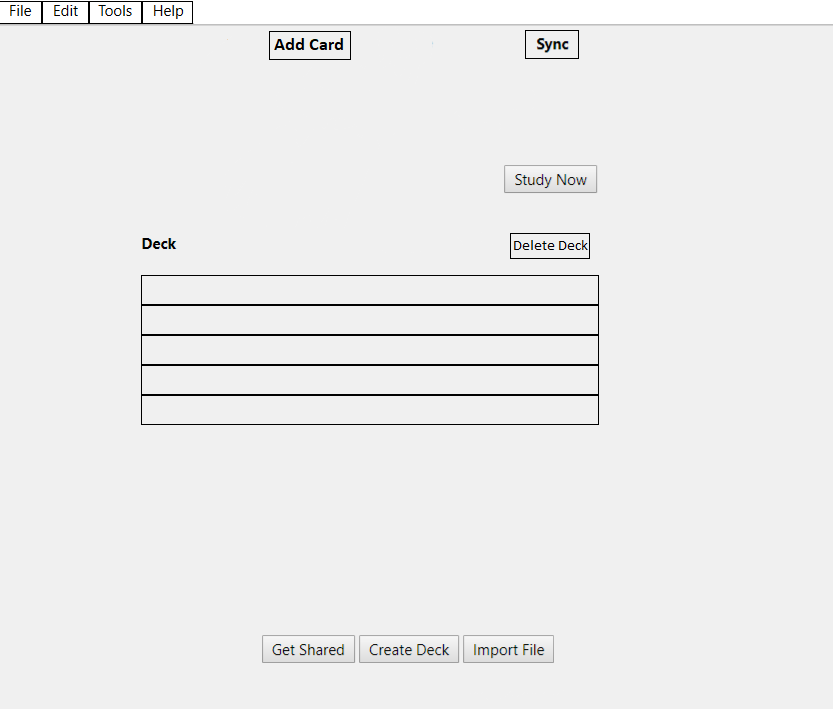 File Edit Tools Help
Add Card Sync
Study Now
Deck Delete Deck
Get Shared Create Deck Import File